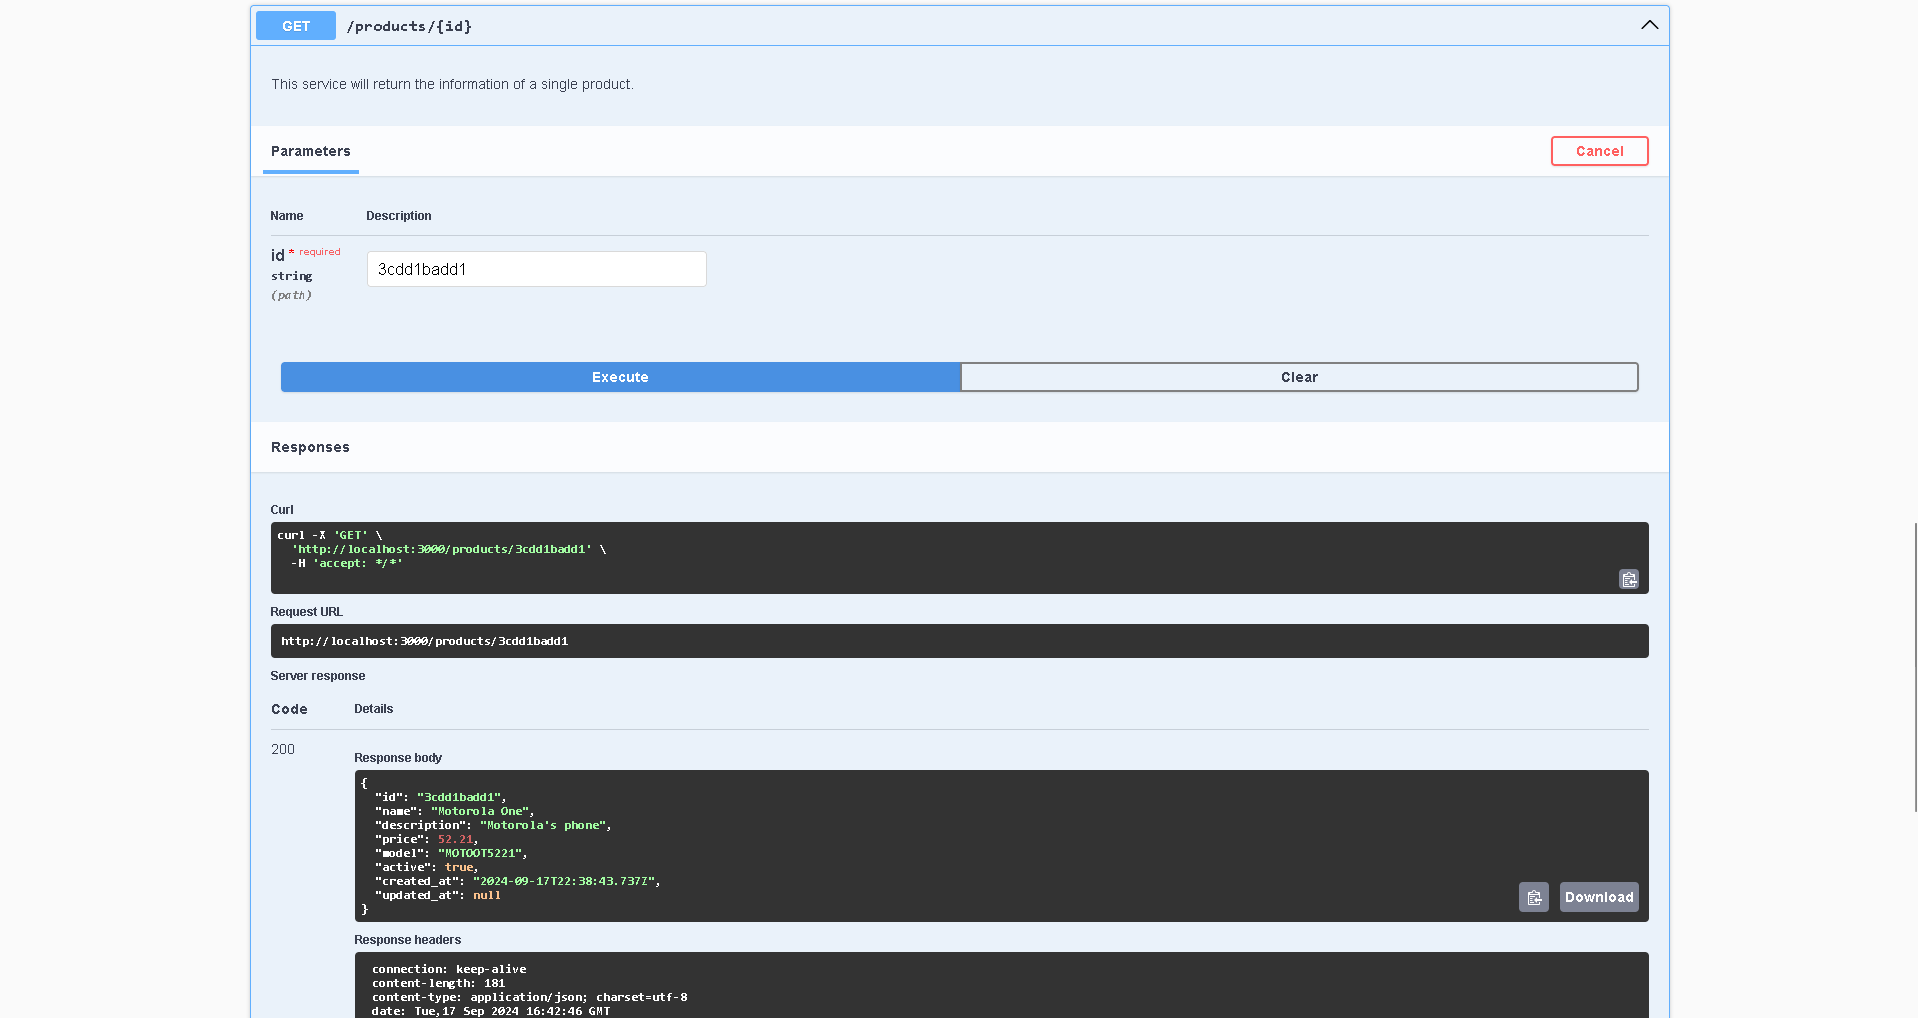 GET /products/{id}
This service will return the information of a single product.
Parameters
Cancel
Name Description
id * required
string
(path)
3cdd1badd1
Execute Clear
Responses
Curl
curl -X 'GET' \
'http://localhost:3000/products/3cdd1badd1' \
-H 'accept: */*'
Request URL
http://localhost:3000/products/3cdd1badd1
Server response
Code Details
200
Response body
{
"id": "3cdd1badd1",
"name": "Motorola One",
"description": "Motorola's phone",
"price": 52.21,
"model": "MOTOOT5221",
"active": true,
"created_at": "2024-09-17T22:38:43.737Z",
"updated_at": null
}
Download
Response headers
connection: keep-alive
content-length: 181
content-type: application/json; charset=utf-8
date: Tue,17 Sep 2024 16:42:46 GMT